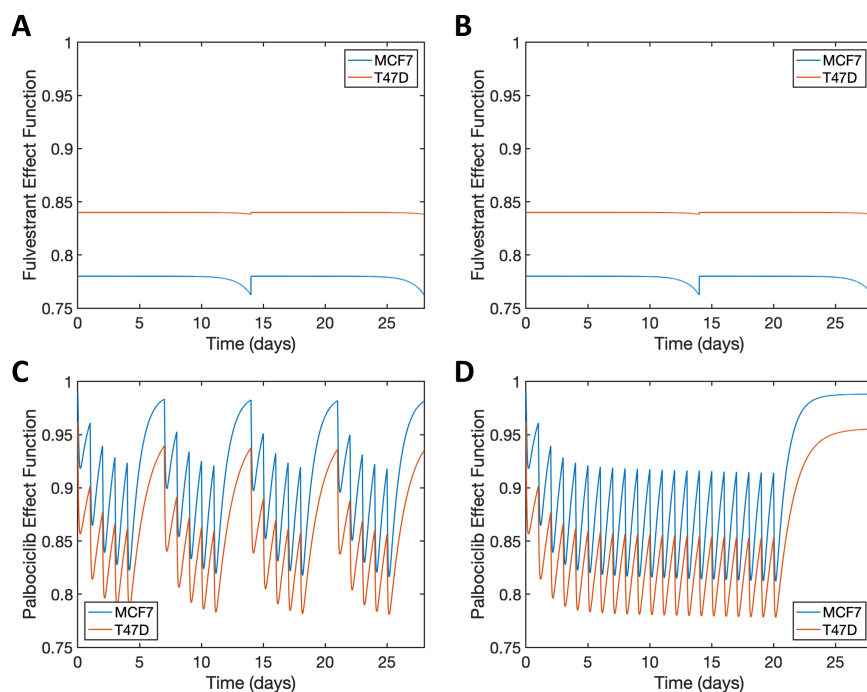 A
B
1
0.95
0.9
0.85
0.8
0.75
Fulvestrant Effect Function
MCF7
T47D
0
5
10
15
20
25
Time (days)
1
0.95
0.9
0.85
0.8
0.75
Fulvestrant Effect Function
MCF7
T47D
0
5
10
15
20
25
Time (days)
C
D
1
0.95
0.9
0.85
0.8
0.75
Palbociclib Effect Function
MCF7
T47D
0
5
10
15
20
25
Time (days)
1
0.95
0.9
0.85
0.8
0.75
Palbociclib Effect Function
MCF7
T47D
0
5
10
15
20
25
Time (days)